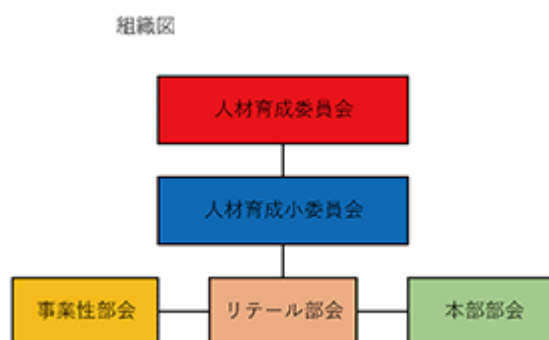 組織図
人材育成委員会
人材育成小委員会
事業性部会
リテール部会
本部部会